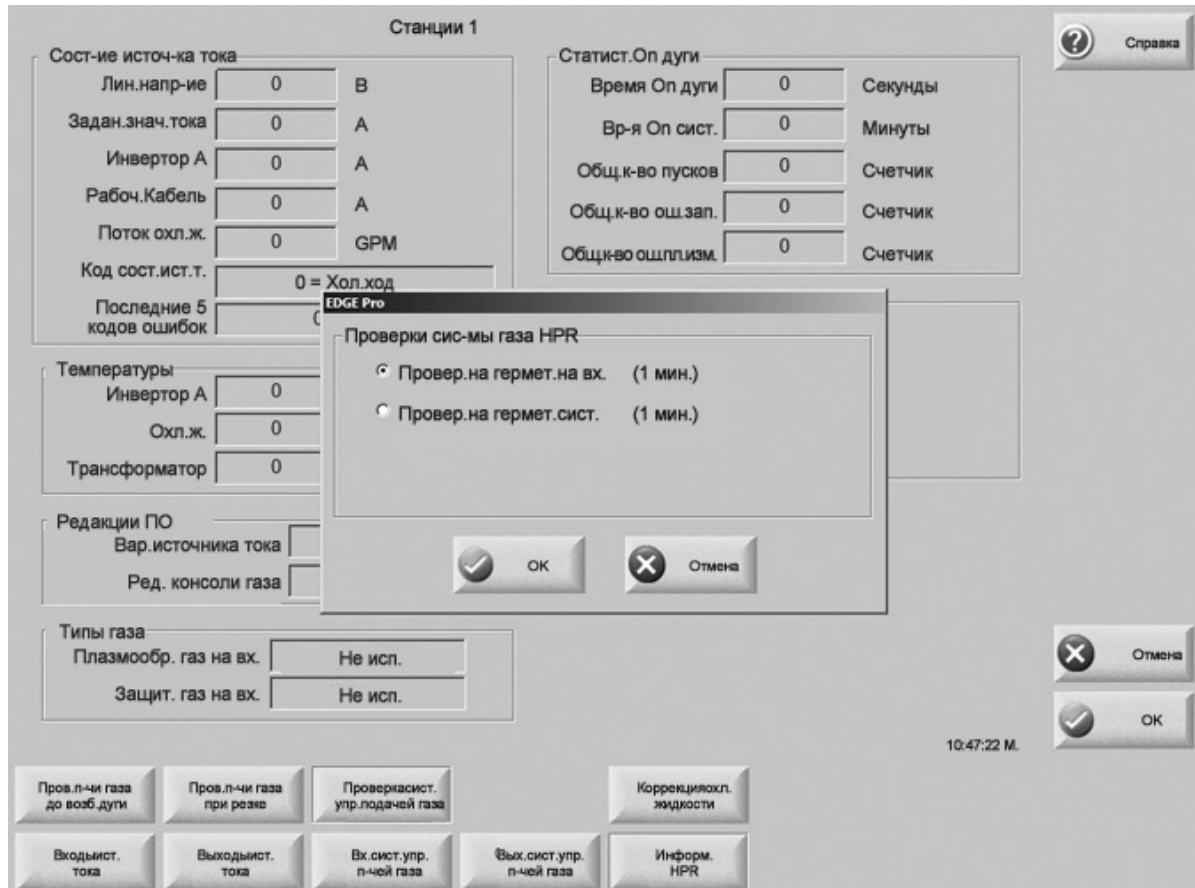 Станции 1
Справка
Сост-ие источ-ка тока
Лин.напр-ие 0 В
Задан.знач.тока 0 А
Инвертор А 0 А
Рабоч.Кабель 0 А
Поток охл.ж. 0 GPM
Код сост.ист.т. 0 = Хол.ход
Последние 5
кодов ошибок 0
Статист.Оп дуги
Время Оп дуги 0 Секунды
Вр-я Оп сист. 0 Минуты
Общ.к-во пусков 0 Счетчик
Общ.к-во ош.зап. 0 Счетчик
Общ.к-во ош.пл.изм. 0 Счетчик
EDGE Pro
Проверки сис-мы газа HPR
Провер.на гермет.на вх. (1 мин.)
Провер.на гермет.сист. (1 мин.)
OK
Отмена
Температуры
Инвертор А 0
Охл.ж. 0
Трансформатор 0
Редакции ПО
Вар.источника тока
Ред. консоли газа
Типы газа
Плазмообр. газ на вх. Не исп.
Защит. газ на вх. Не исп.
Отмена
OK
10:47:22 М.
Пров.п-чи газа
до возб.дуги
Пров.п-чи газа
при резке
Проверкасист.
упр.подачей газа
Коррекцияохл.
жидкости
Входыист.
тока
Выходыист.
тока
Вх.сист.упр.
п-чей газа
Вых.сист.упр.
п-чей газа
Информ.
HPR